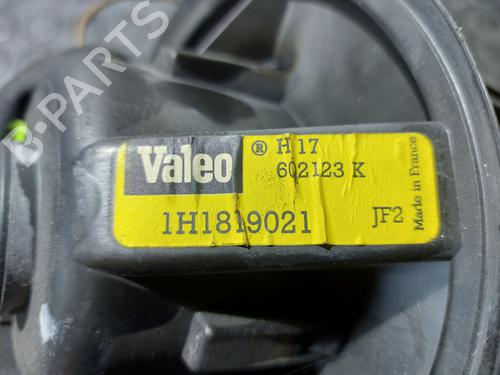 B-PARTS
Valeo ® H 17
602123 K
1H1819021 JF2
Made in France